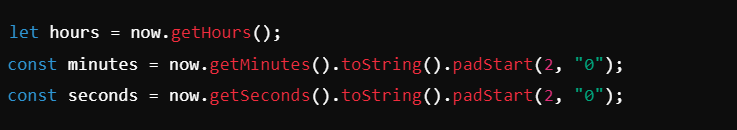 let hours = now.getHours();
const minutes = now.getMinutes().toString().padStart(2, "0");
const seconds = now.getSeconds().toString().padStart(2, "0");